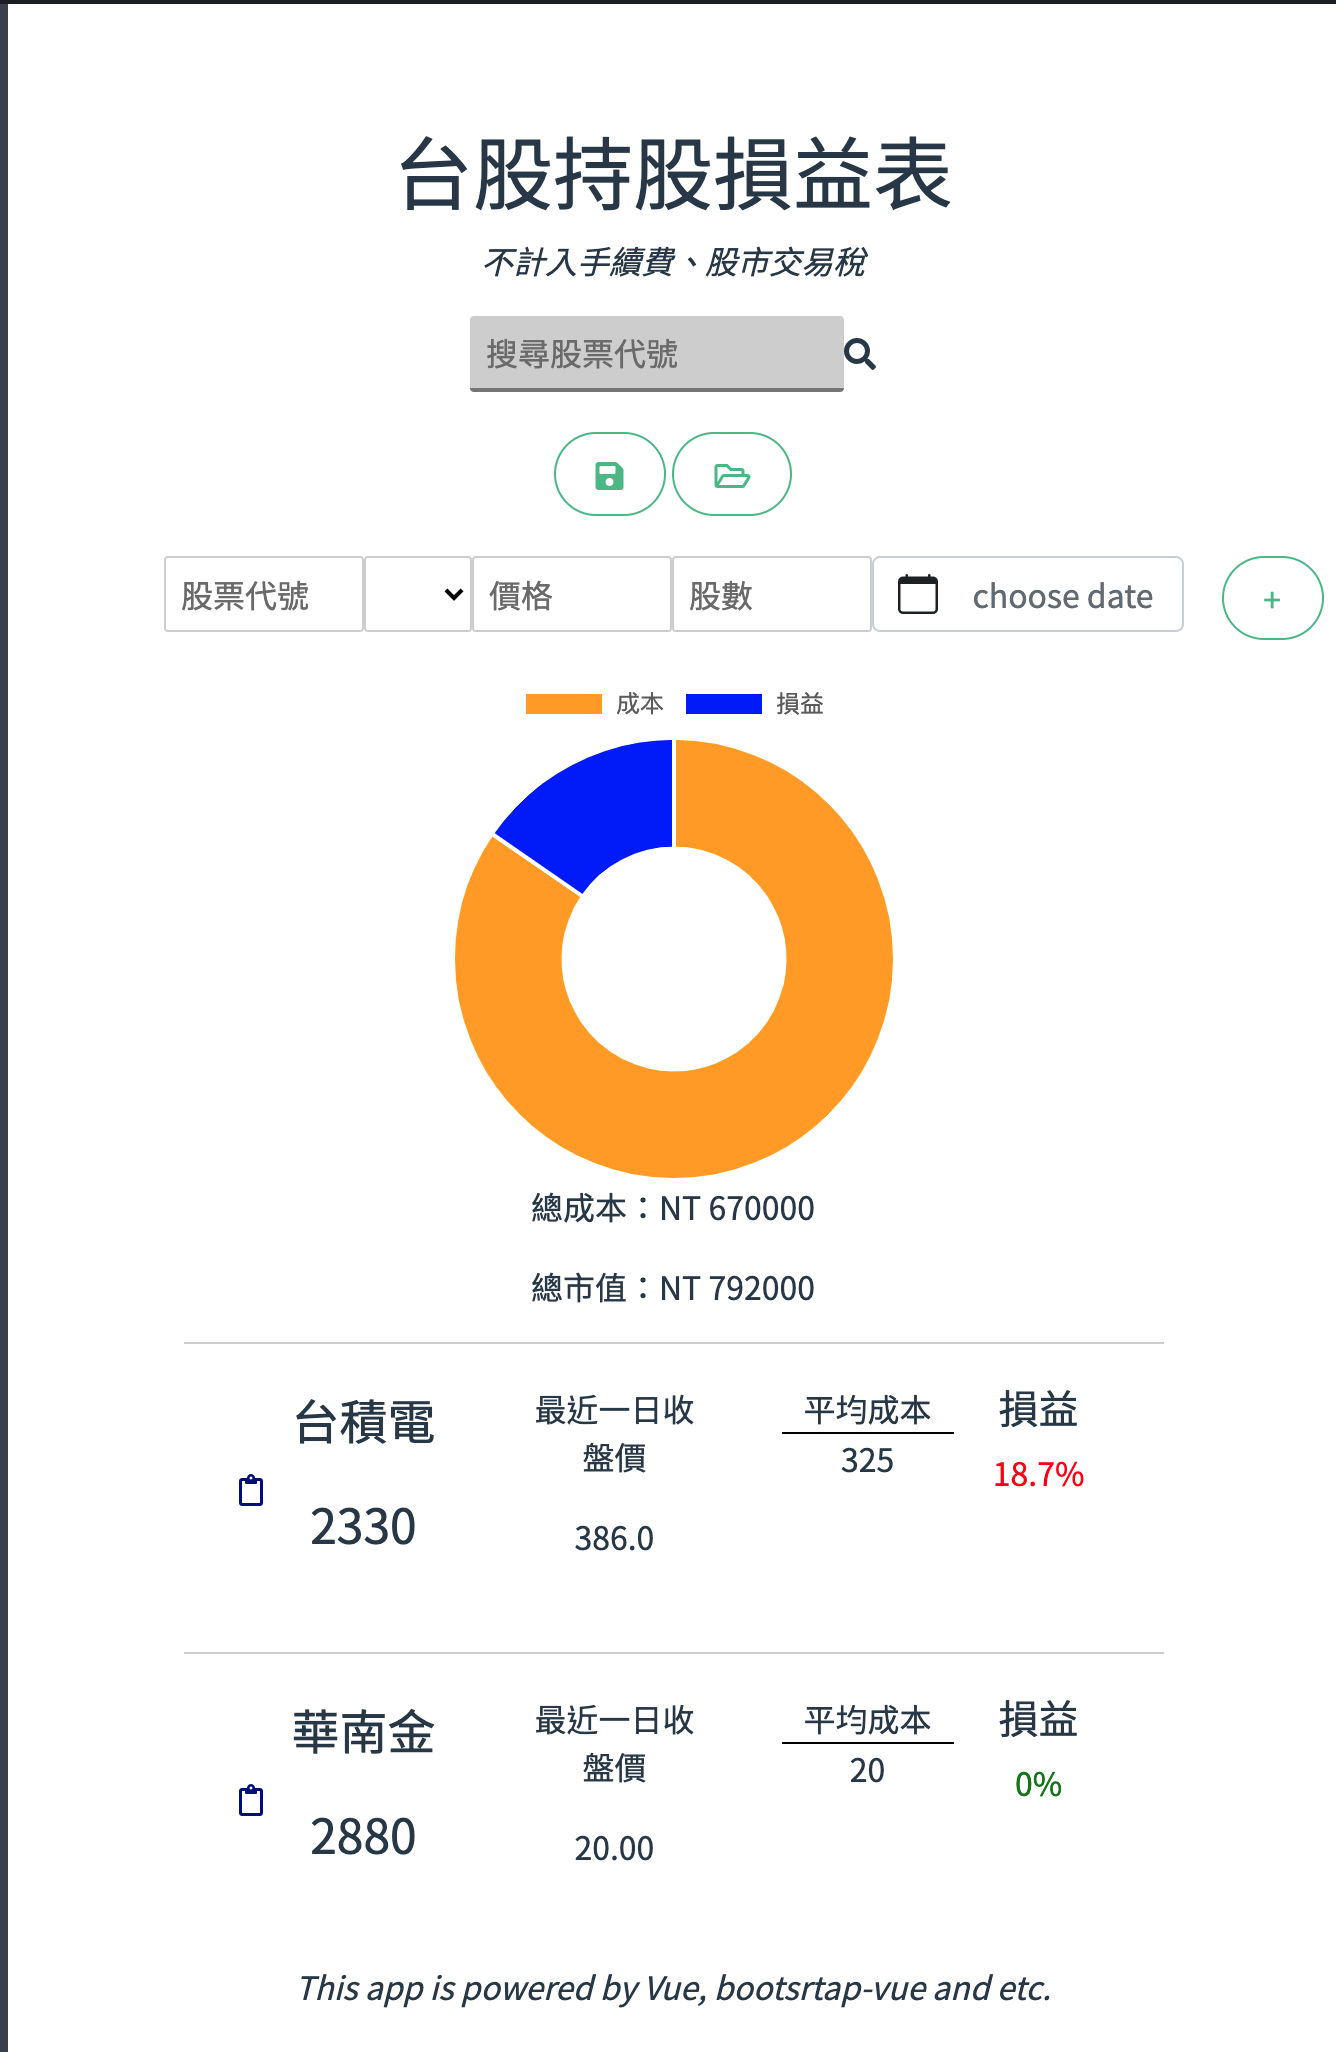 台股持股損益表
不計入手續費、股市交易稅
搜尋股票代號
股票代號 價格 股數 choose date +
成本 損益
總成本：NT 670000
總市值：NT 792000
台積電
2330
最近一日收
盤價
386.0
平均成本
325
損益
18.7%
華南金
2880
最近一日收
盤價
20.00
平均成本
20
損益
0%
This app is powered by Vue, bootsrtap-vue and etc.